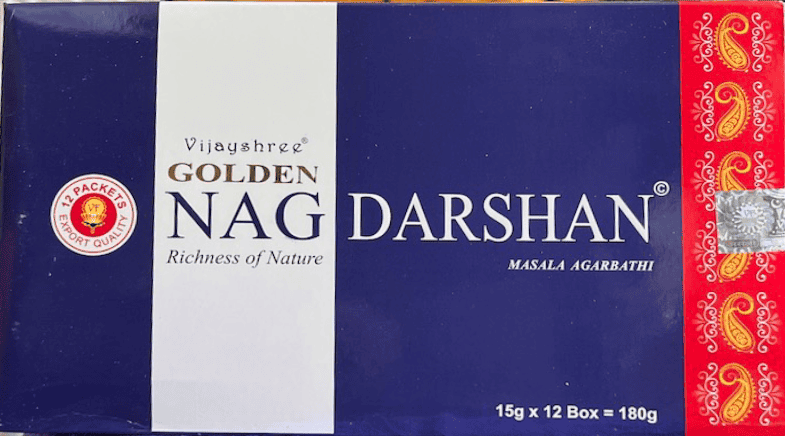 Vijayshree®
GOLDEN
NAG DARSHAN©
Richness of Nature
MASALA AGARBATHI
12 PACKETS
EXPORT QUALITY
15g x 12 Box = 180g